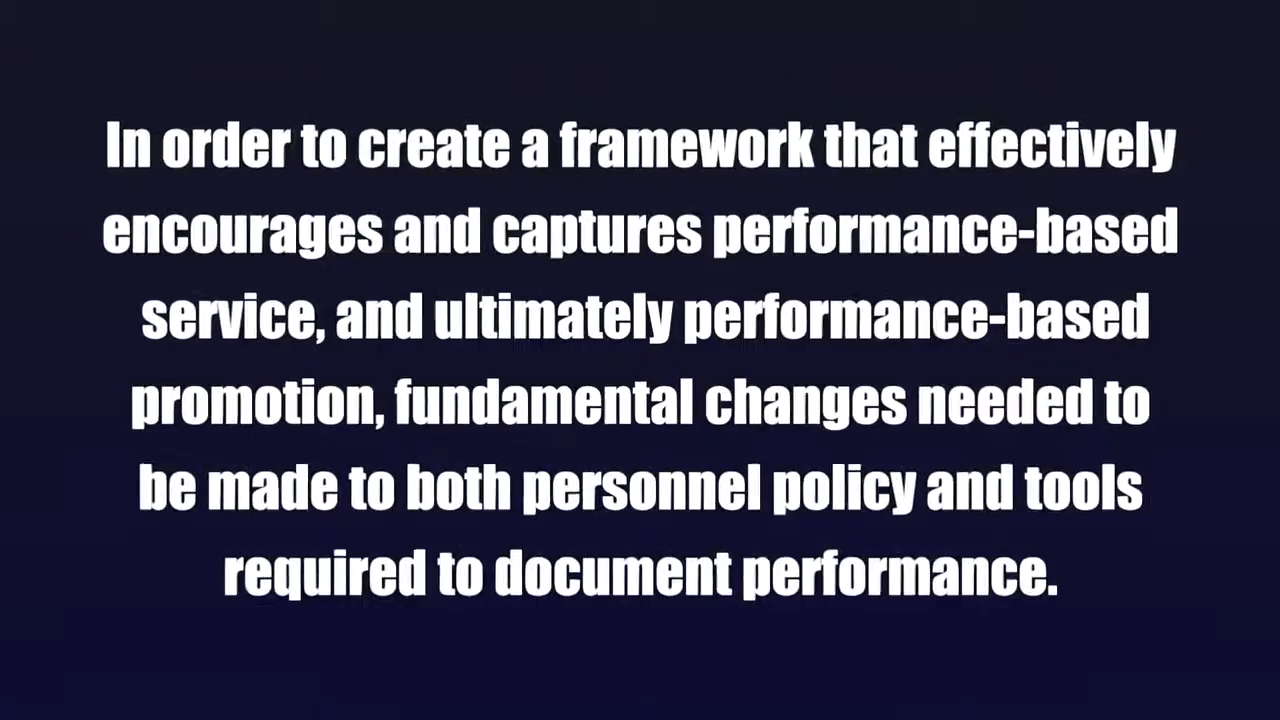 In order to create a framework that effectively
encourages and captures performance-based
service, and ultimately performance-based
promotion, fundamental changes needed to
be made to both personnel policy and tools
required to document performance.